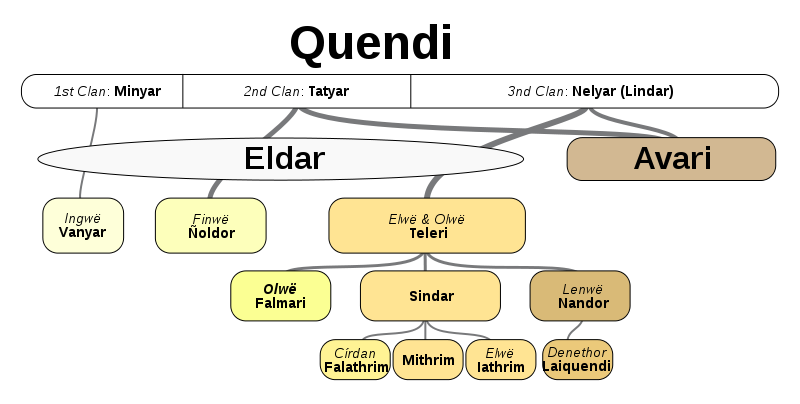 Quendi
1st Clan: Minyar
2nd Clan: Tatyar
3nd Clan: Nelyar (Lindar)
Eldar
Avari
Ingwë
Vanyar
Finwë
Ñoldor
Elwë & Olwë
Teleri
Olwë
Falmari
Sindar
Lenwë
Nandor
Círdan
Falathrim
Mithrim
Elwë
Iathrim
Denethor
Laiquendi